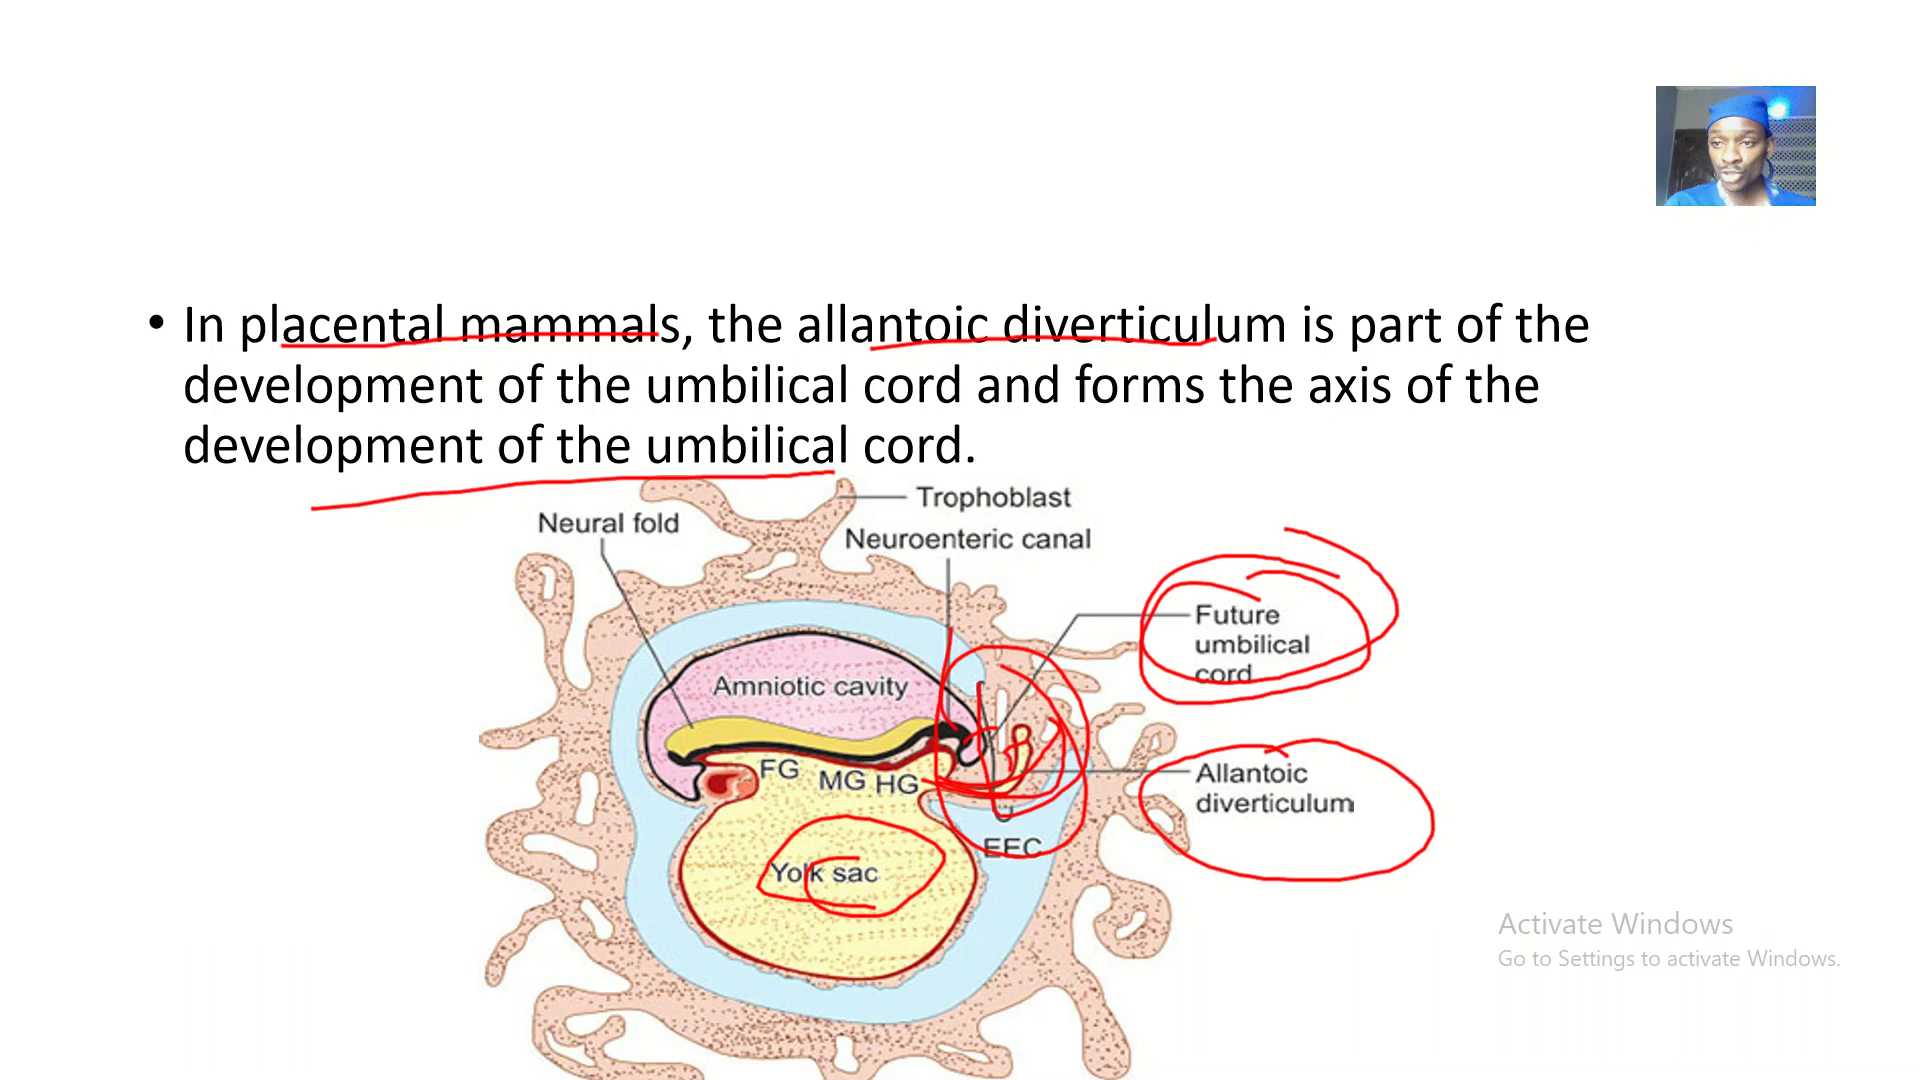 • In placental mammals, the allantoic diverticulum is part of the
development of the umbilical cord and forms the axis of the
development of the umbilical cord.
Trophoblast
Neural fold
Neuroenteric canal
Future
umbilical
cord
Amniotic cavity
FG MG HG
Allantoic
diverticulum
EEC
Yolk sac
Activate Windows
Go to Settings to activate Windows.